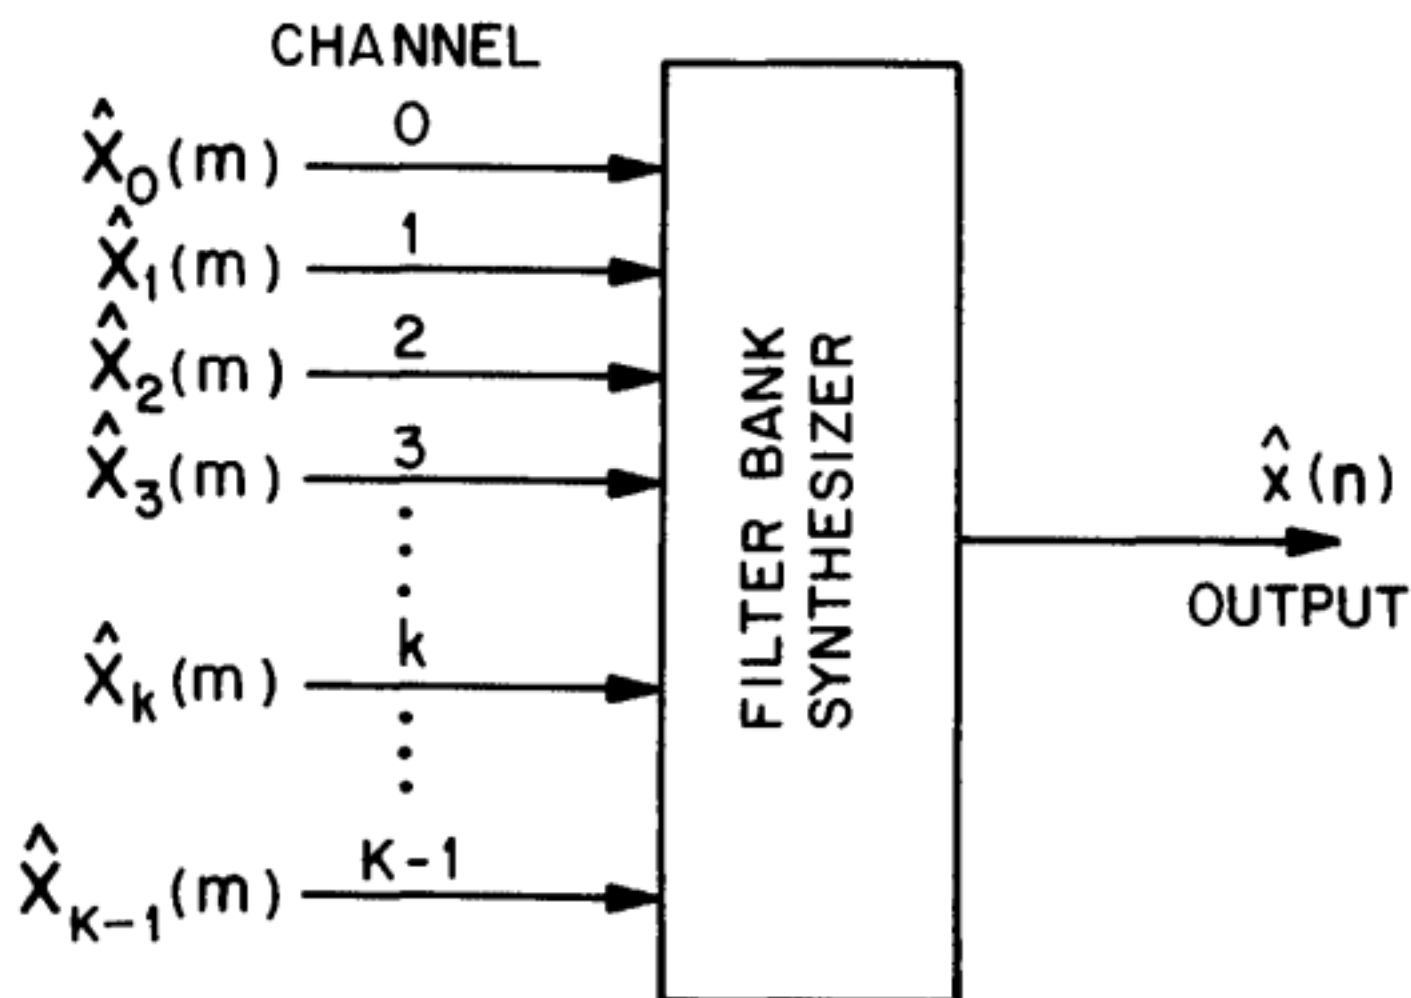 CHANNEL
X̂₀(m) 0
X̂₁(m) 1
X̂₂(m) 2
X̂₃(m) 3
X̂ₖ(m) k
X̂_{K-1}(m) K-1
FILTER BANK
SYNTHESIZER
x̂(n)
OUTPUT